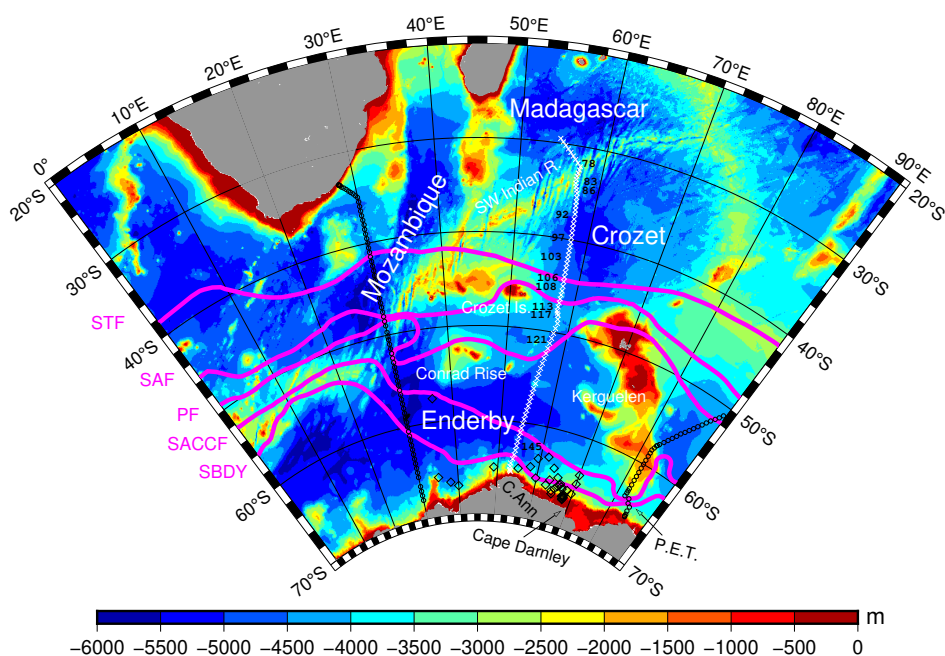 0°
10°E
20°E
30°E
40°E
50°E
60°E
70°E
80°E
90°E
20°S
20°S
30°S
30°S
40°S
40°S
50°S
50°S
60°S
60°S
70°S
70°S
Madagascar
Mozambique
SW Indian R.
Crozet
78
83
86
92
97
103
106
108
113
117
121
145
Crozet Is.
Conrad Rise
Kerguelen
Enderby
STF
SAF
PF
SACCF
SBDY
C.Ann
Cape Darnley
P.E.T.
m
−6000 −5500 −5000 −4500 −4000 −3500 −3000 −2500 −2000 −1500 −1000 −500 0